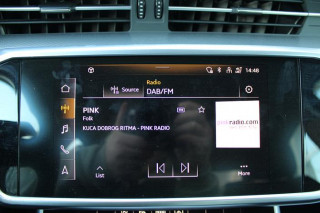 14:48
Radio
Source
DAB/FM
PINK
Folk
KUCA DOBROG RITMA - PINK RADIO
radio.com
List
More